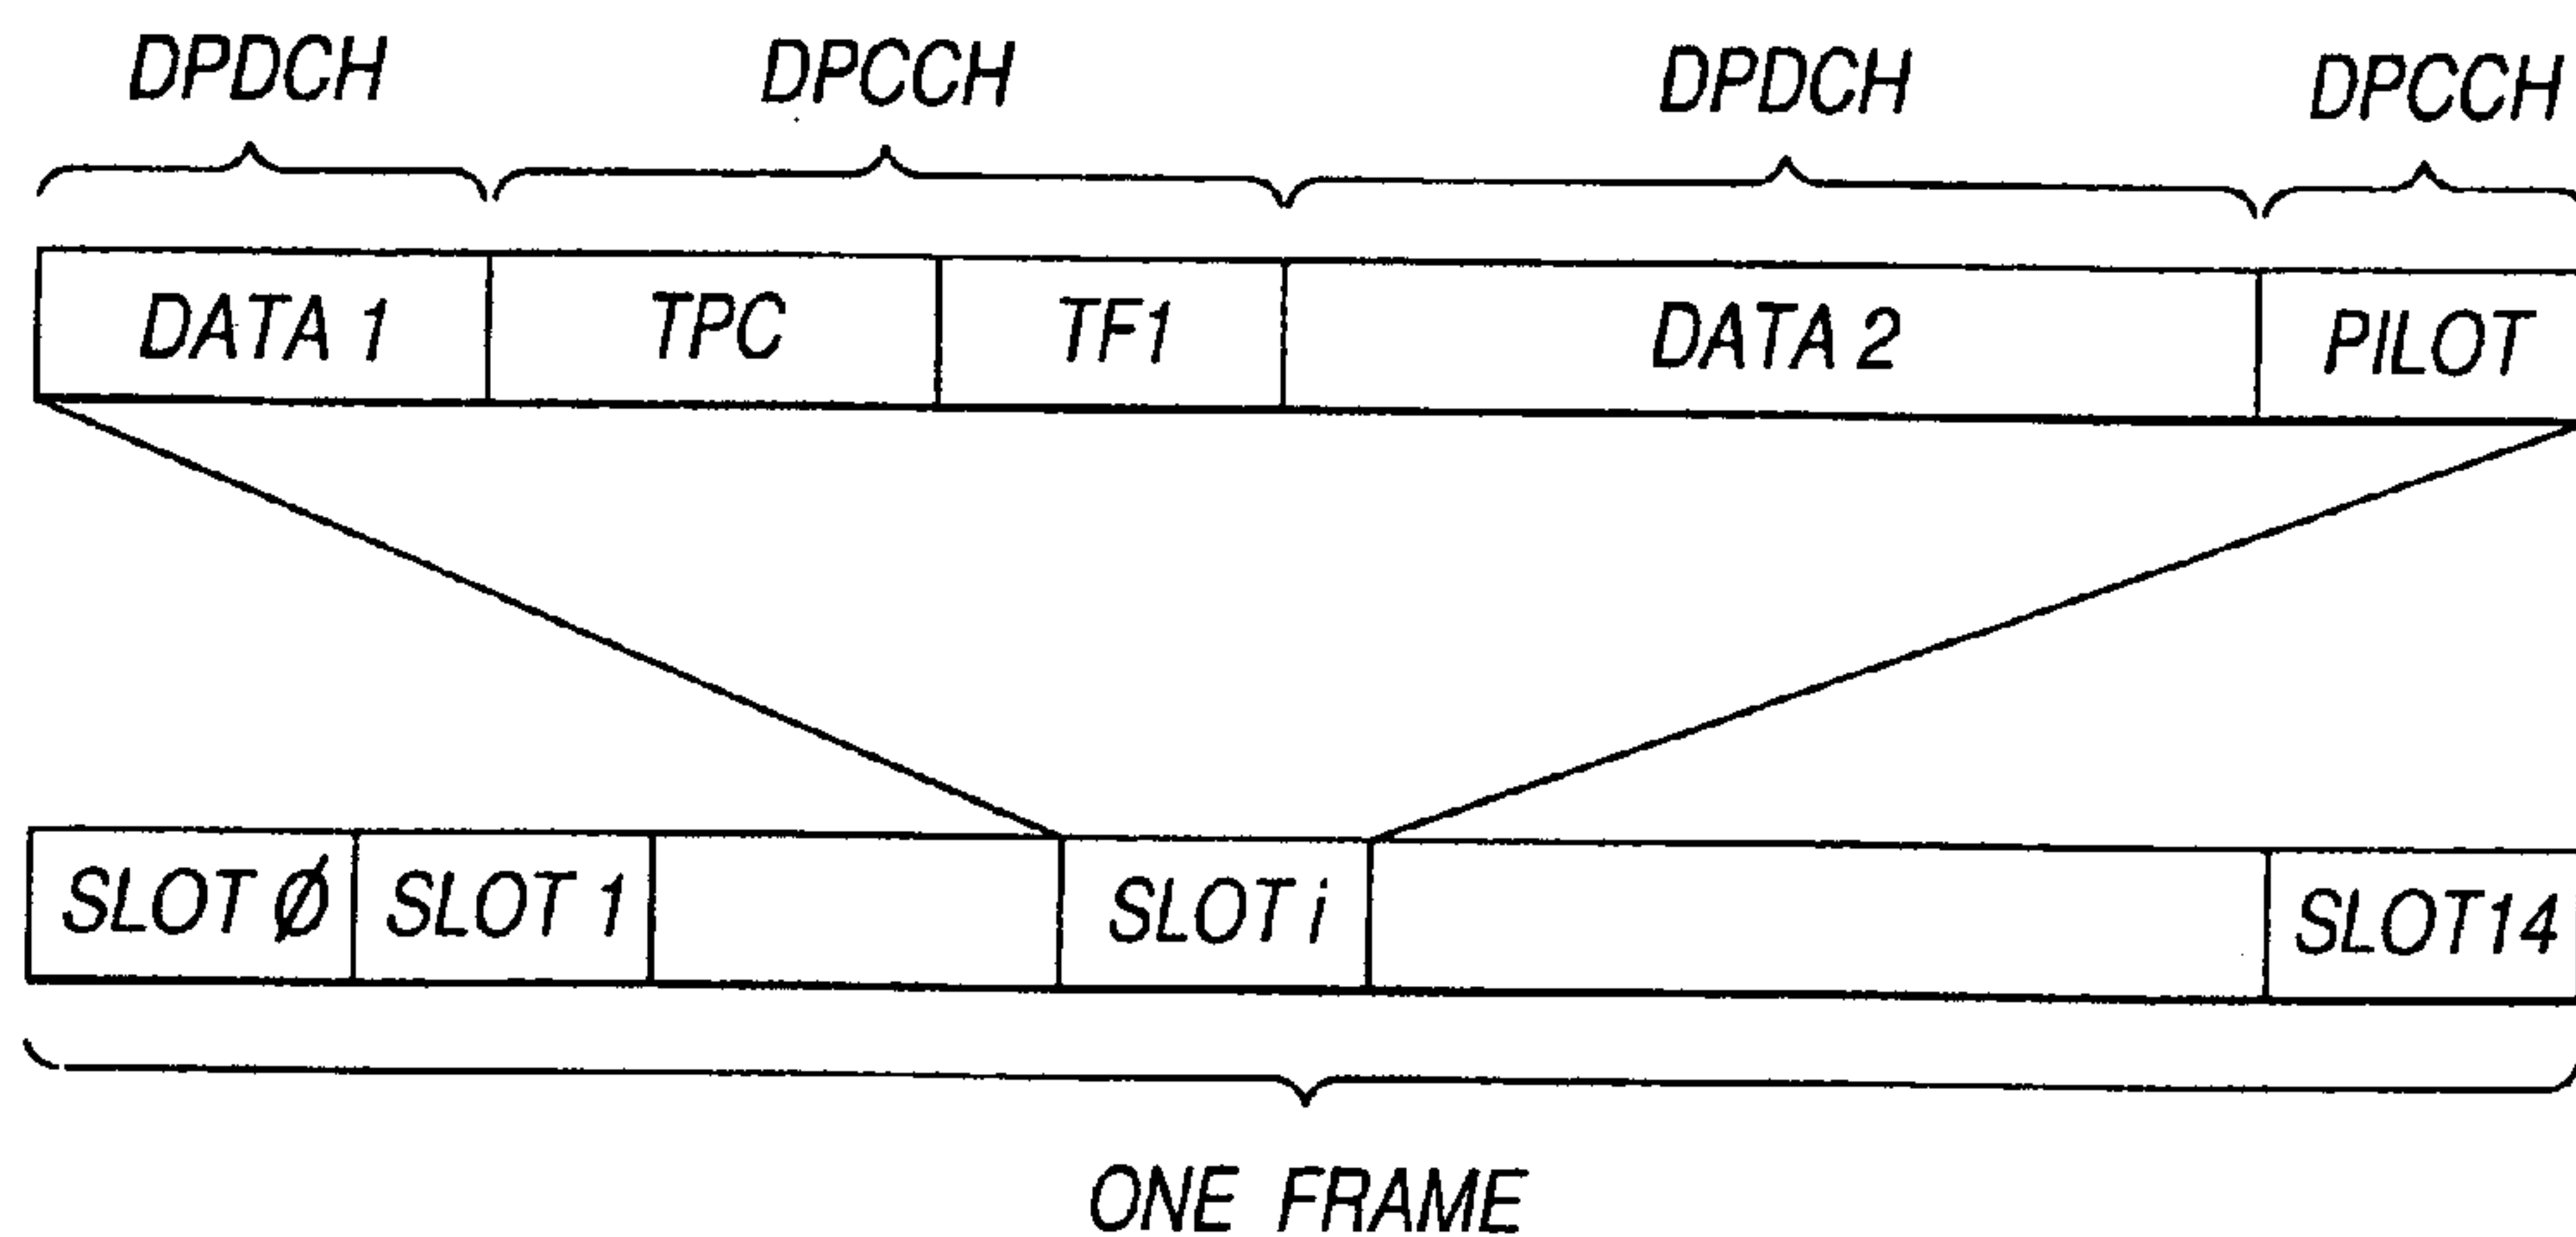 DPDCH DPCCH DPDCH DPCCH
DATA 1 TPC TF1 DATA 2 PILOT
SLOT Ø SLOT 1 SLOT i SLOT14
ONE FRAME